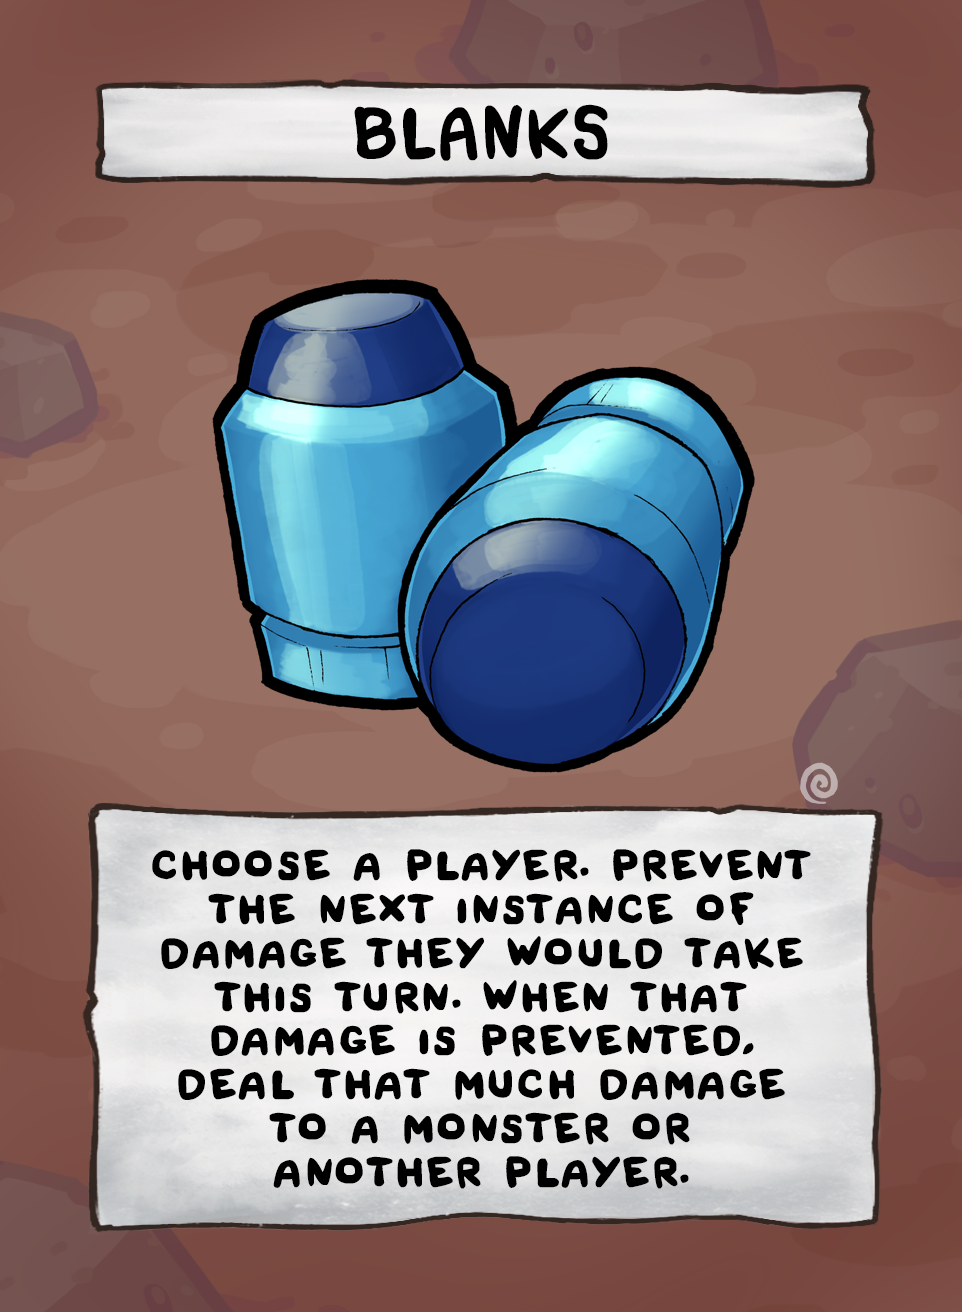 BLANKS
CHOOSE A PLAYER. PREVENT
THE NEXT INSTANCE OF
DAMAGE THEY WOULD TAKE
THIS TURN. WHEN THAT
DAMAGE IS PREVENTED,
DEAL THAT MUCH DAMAGE
TO A MONSTER OR
ANOTHER PLAYER.